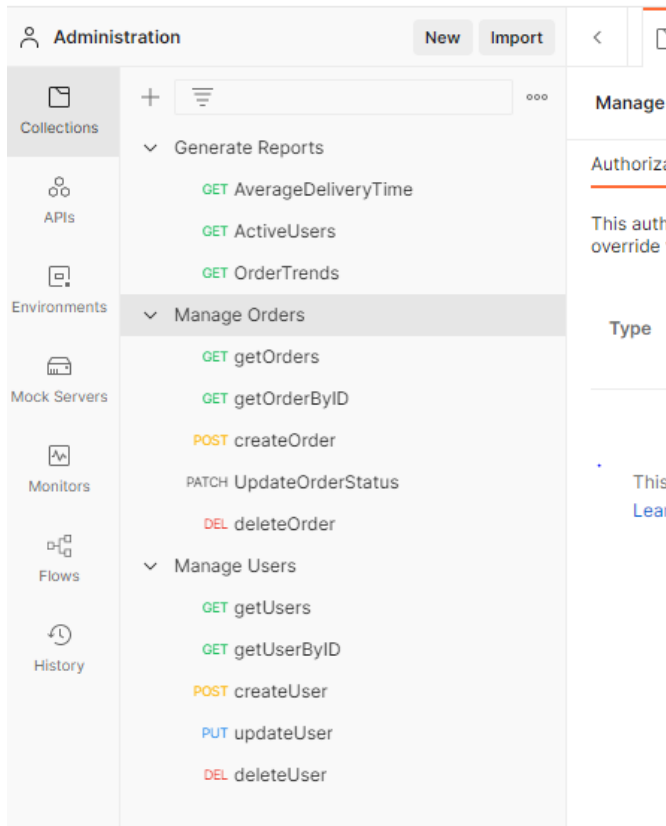 Administration
New
Import
Collections
APIs
Environments
Mock Servers
Monitors
Flows
History
Generate Reports
GET AverageDeliveryTime
GET ActiveUsers
GET OrderTrends
Manage Orders
GET getOrders
GET getOrderByID
POST createOrder
PATCH UpdateOrderStatus
DEL deleteOrder
Manage Users
GET getUsers
GET getUserByID
POST createUser
PUT updateUser
DEL deleteUser
Manage
Authoriza
This auth
override
Type
This
Lear